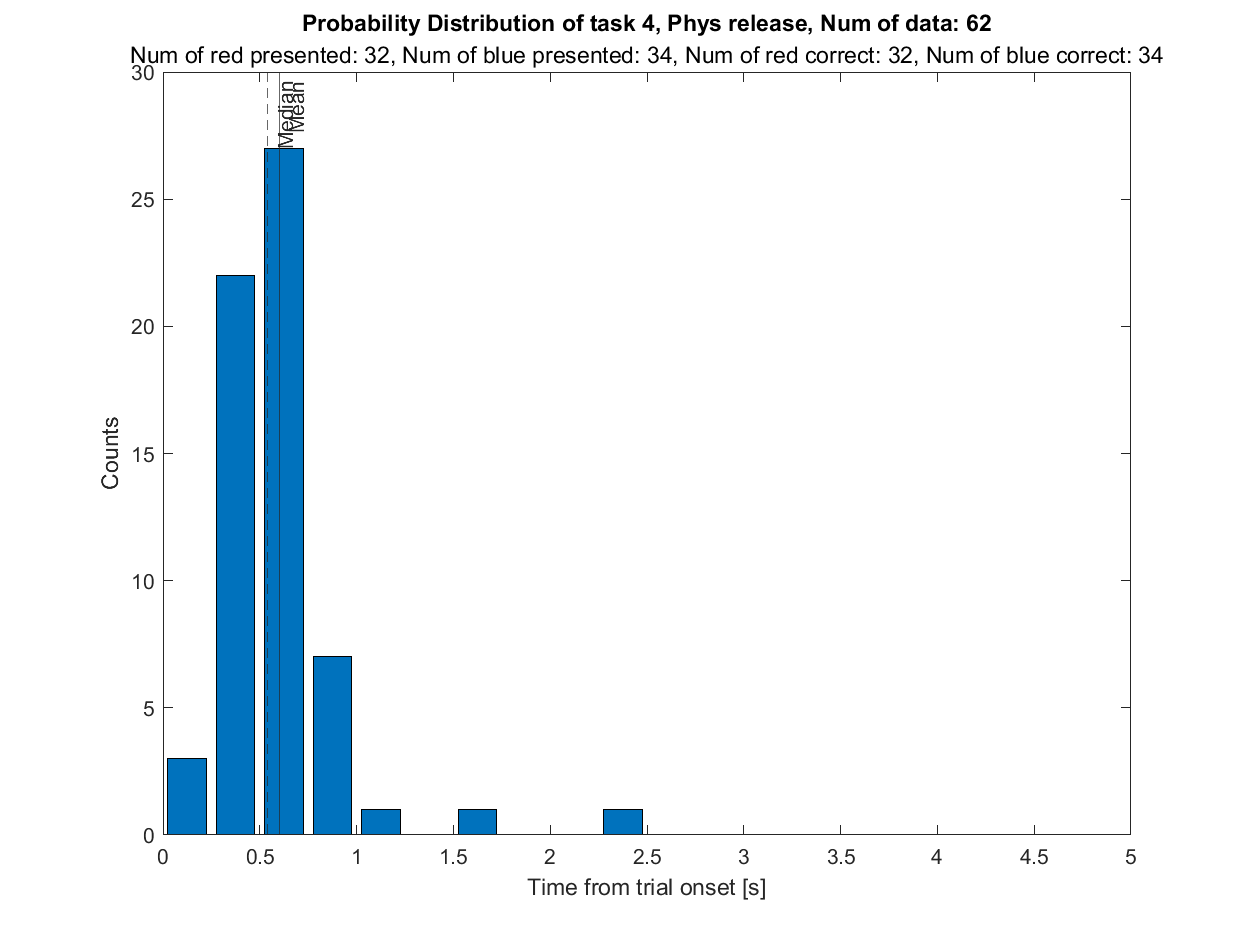 Probability Distribution of task 4, Phys release, Num of data: 62
Num of red presented: 32, Num of blue presented: 34, Num of red correct: 32, Num of blue correct: 34
Median
Mean
30
25
20
15
10
5
0
Counts
0 0.5 1 1.5 2 2.5 3 3.5 4 4.5 5
Time from trial onset [s]